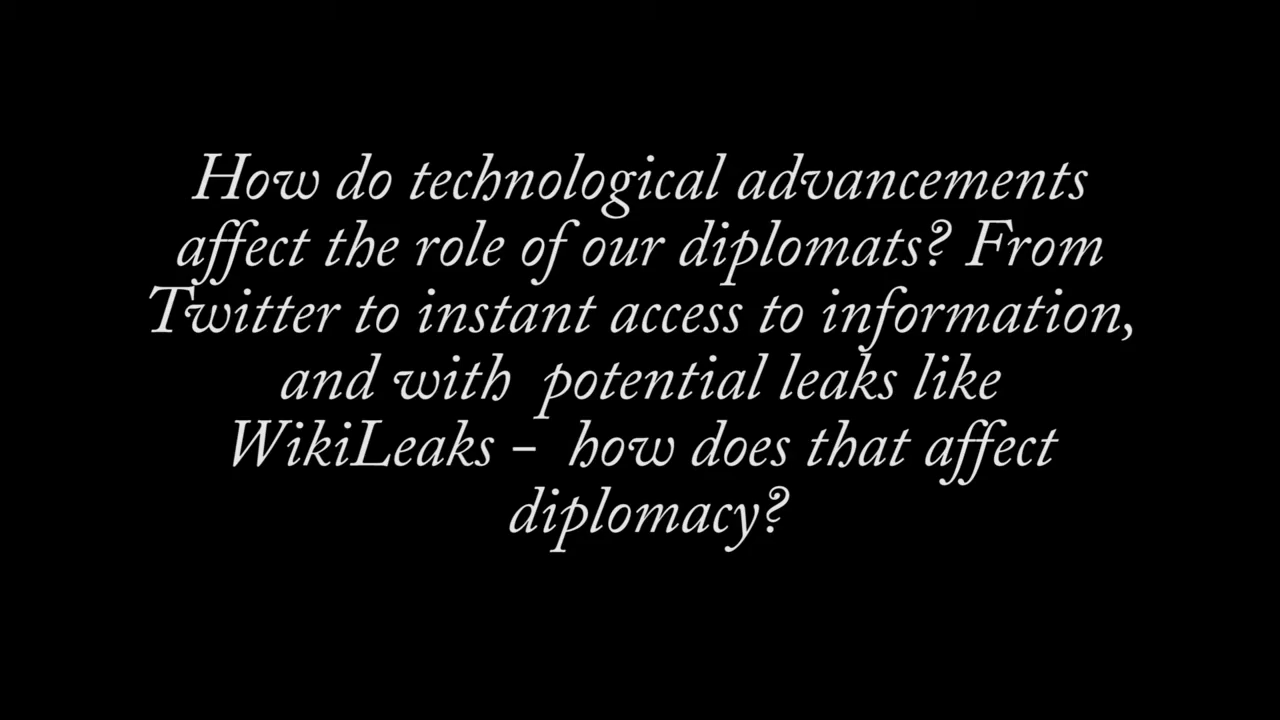 How do technological advancements
affect the role of our diplomats? From
Twitter to instant access to information,
and with  potential leaks like
WikiLeaks –  how does that affect
diplomacy?